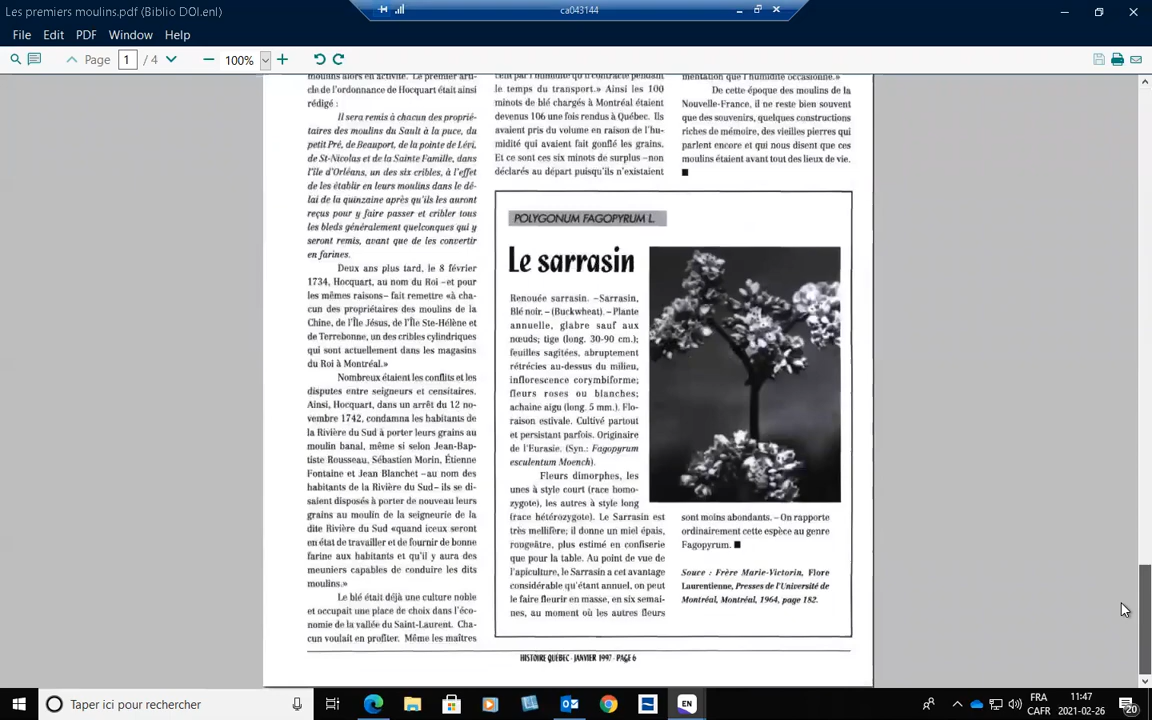 Les premiers moulins.pdf (Biblio DOI.enl)
ca043144
File Edit PDF Window Help
Page 1 / 4 100%
moulins alors en activité. Le premier arti-
cle de l'ordonnance de Hocquart était ainsi
rédigé :
Il sera remis à chacun des proprié-
taires des moulins du Sault à la puce, du
petit Pré, de Beauport, de la pointe de Lévi,
de St-Nicolas et de la Sainte Famille, dans
l'île d'Orléans, un des six cribles, à l'effet
de les établir en leurs moulins dans le dé-
lai de la quinzaine après qu'ils les auront
reçus pour y faire passer et cribler tous
les bleds généralement quelconques qui y
seront remis, avant que de les convertir
en farines.
Deux ans plus tard, le 8 février
1734, Hocquart, au nom du Roi –et pour
les mêmes raisons– fait remettre «à cha-
cun des propriétaires des moulins de la
Chine, de l'Île Jésus, de l'Île Ste-Hélène et
de Terrebonne, un des cribles cylindriques
qui sont actuellement dans les magasins
du Roi à Montréal.»
Nombreux étaient les conflits et les
disputes entre seigneurs et censitaires.
Ainsi, Hocquart, dans un arrêt du 12 no-
vembre 1742, condamna les habitants de
la Rivière du Sud à porter leurs grains au
moulin banal, même si selon Jean-Bap-
tiste Rousseau, Sébastien Morin, Étienne
Fontaine et Jean Blanchet –au nom des
habitants de la Rivière du Sud– ils se di-
saient disposés à porter de nouveau leurs
grains au moulin de la seigneurie de la
dite Rivière du Sud «quand iceux seront
en état de travailler et de fournir de bonne
farine aux habitants et qu'il y aura des
meuniers capables de conduire les dits
moulins.»
Le blé était déjà une culture noble
et occupait une place de choix dans l'éco-
nomie de la vallée du Saint-Laurent. Cha-
cun voulait en profiter. Même les maîtres
cent par l'humidité qu'il contracte pendant
le temps du transport.» Ainsi les 100
minots de blé chargés à Montréal étaient
devenus 106 une fois rendus à Québec. Ils
avaient pris du volume en raison de l'hu-
midité qui avaient fait gonflé les grains.
Et ce sont ces six minots de surplus –non
déclarés au départ puisqu'ils n'existaient
mentation que l'humidité occasionne.»
De cette époque des moulins de la
Nouvelle-France, il ne reste bien souvent
que des souvenirs, quelques constructions
riches de mémoire, des vieilles pierres qui
parlent encore et qui nous disent que ces
moulins étaient avant tout des lieux de vie.
POLYGONUM FAGOPYRUM L.
Le sarrasin
Renouée sarrasin. –Sarrasin,
Blé noir. – (Buckwheat). – Plante
annuelle, glabre sauf aux
nœuds; tige (long. 30-90 cm.);
feuilles sagitées, abruptement
rétrécies au-dessus du milieu,
inflorescence corymbiforme;
fleurs roses ou blanches;
achaine aigu (long. 5 mm.). Flo-
raison estivale. Cultivé partout
et persistant parfois. Originaire
de l'Eurasie. (Syn.: Fagopyrum
esculentum Moench).
Fleurs dimorphes, les
unes à style court (race homo-
zygote), les autres à style long
(race hétérozygote). Le Sarrasin est
très mellifère; il donne un miel épais,
rougeâtre, plus estimé en confiserie
que pour la table. Au point de vue de
l'apiculture, le Sarrasin a cet avantage
considérable qu'étant annuel, on peut
le faire fleurir en masse, en six semai-
nes, au moment où les autres fleurs
sont moins abondants. – On rapporte
ordinairement cette espèce au genre
Fagopyrum.
Souce : Frère Marie-Victorin, Flore
Laurentienne, Presses de l'Université de
Montréal, Montréal, 1964, page 182.
HISTOIRE QUÉBEC - JANVIER 1997 - PAGE 6
Taper ici pour rechercher
EN
FRA
CAFR
11:47
2021-02-26
20